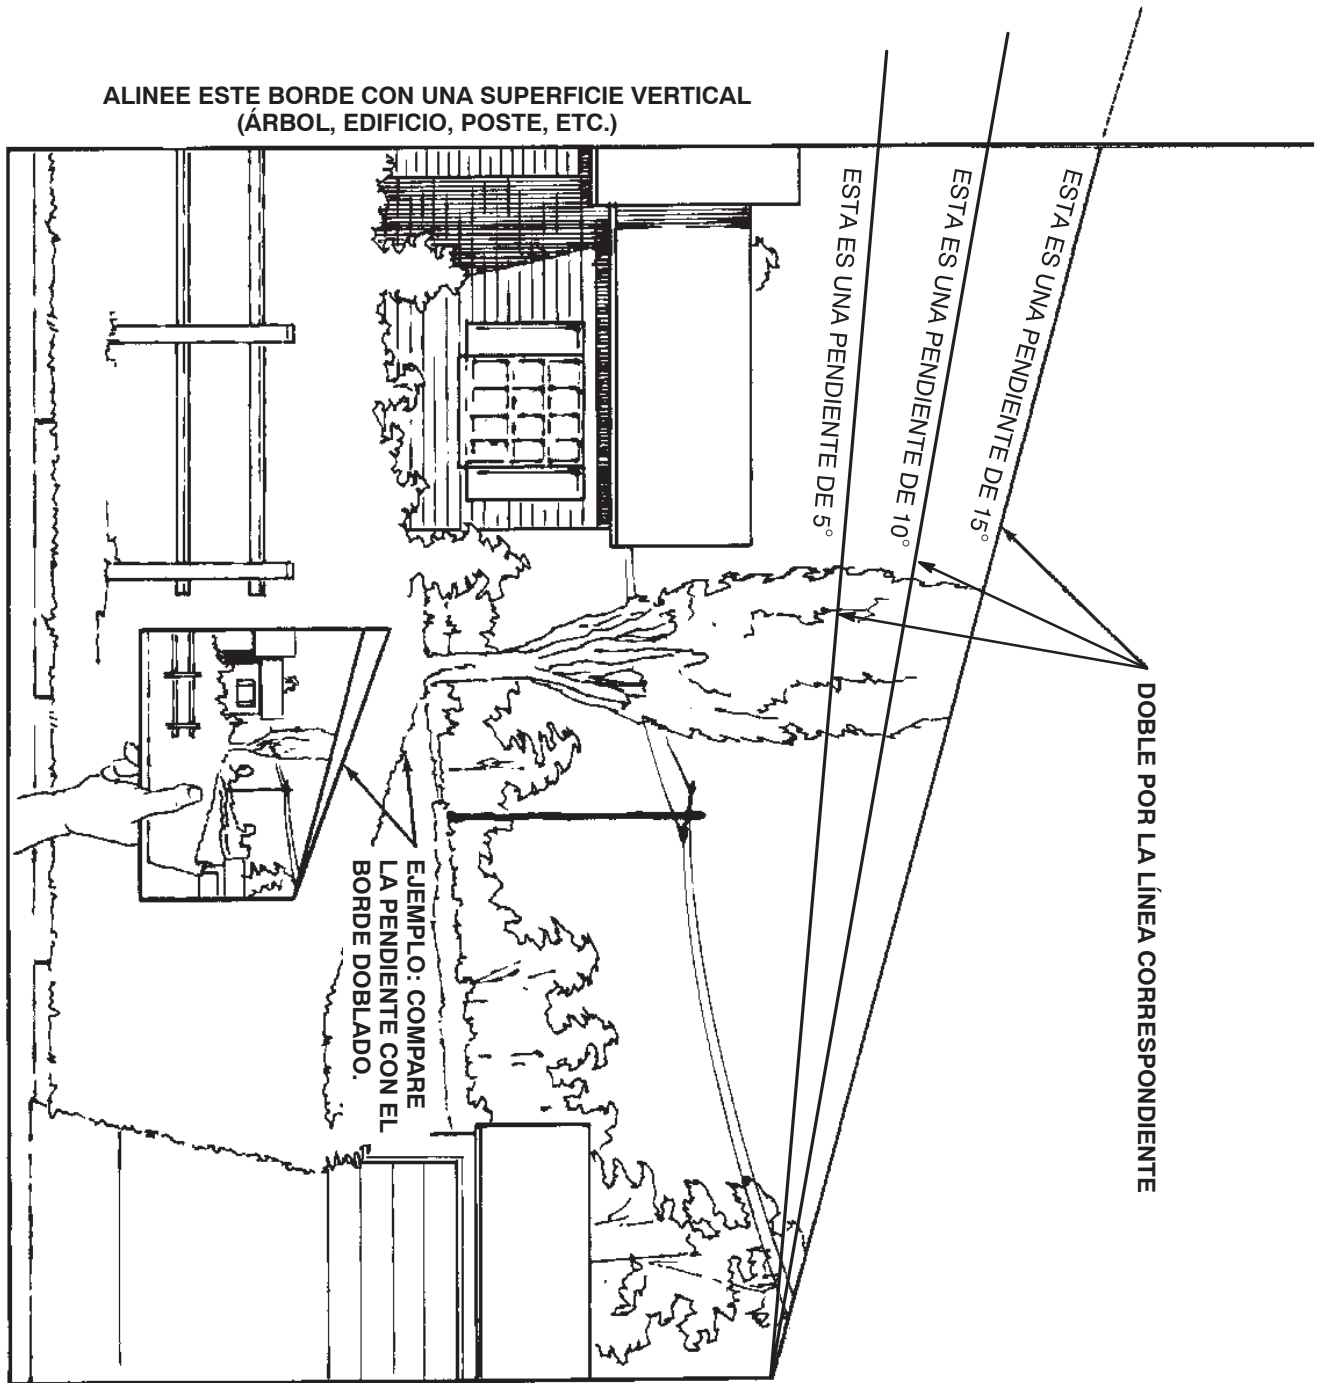 ALINEE ESTE BORDE CON UNA SUPERFICIE VERTICAL
(ÁRBOL, EDIFICIO, POSTE, ETC.)
ESTA ES UNA PENDIENTE DE 15°
ESTA ES UNA PENDIENTE DE 10°
ESTA ES UNA PENDIENTE DE 5°
DOBLE POR LA LÍNEA CORRESPONDIENTE
EJEMPLO: COMPARE
LA PENDIENTE CON EL
BORDE DOBLADO.